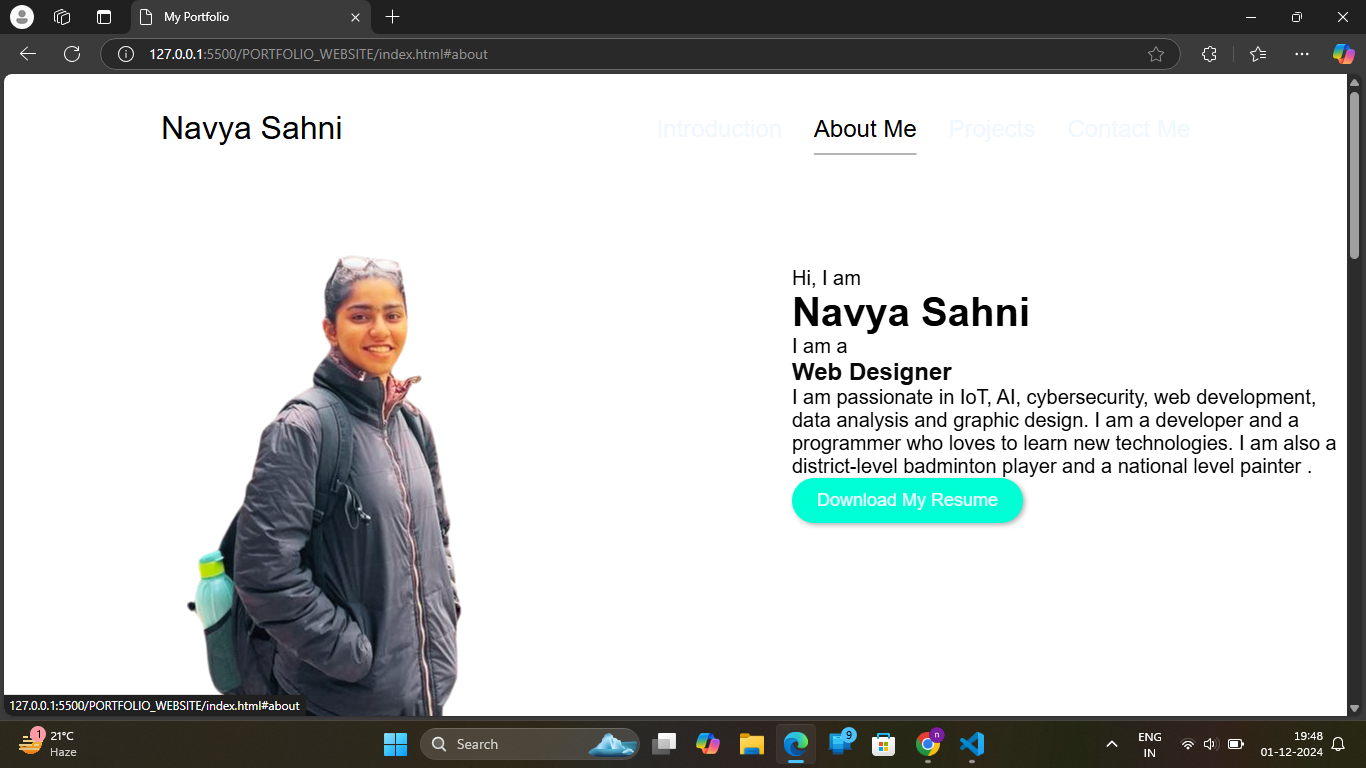 My Portfolio
127.0.0.1:5500/PORTFOLIO_WEBSITE/index.html#about
Navya Sahni
Introduction
About Me
Projects
Contact Me
Hi, I am
Navya Sahni
I am a
Web Designer
I am passionate in IoT, AI, cybersecurity, web development,
data analysis and graphic design. I am a developer and a
programmer who loves to learn new technologies. I am also a
district-level badminton player and a national level painter .
Download My Resume
127.0.0.1:5500/PORTFOLIO_WEBSITE/index.html#about
1
21°C
Haze
Search
9
n
ENG
IN
19:48
01-12-2024